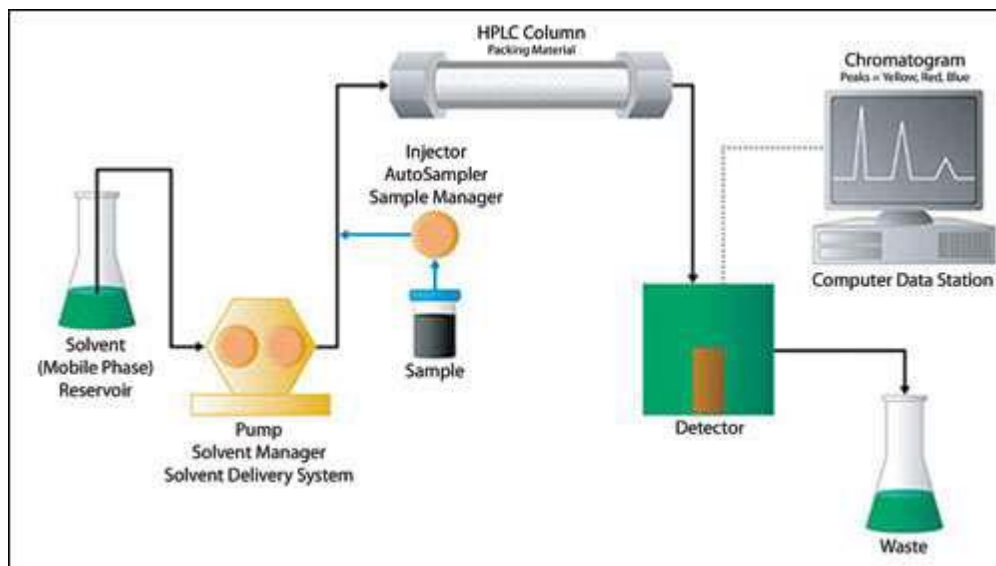 HPLC Column
Packing Material
Chromatogram
Peaks = Yellow, Red, Blue
Injector
AutoSampler
Sample Manager
Computer Data Station
Solvent
(Mobile Phase)
Reservoir
Sample
Pump
Solvent Manager
Solvent Delivery System
Detector
Waste